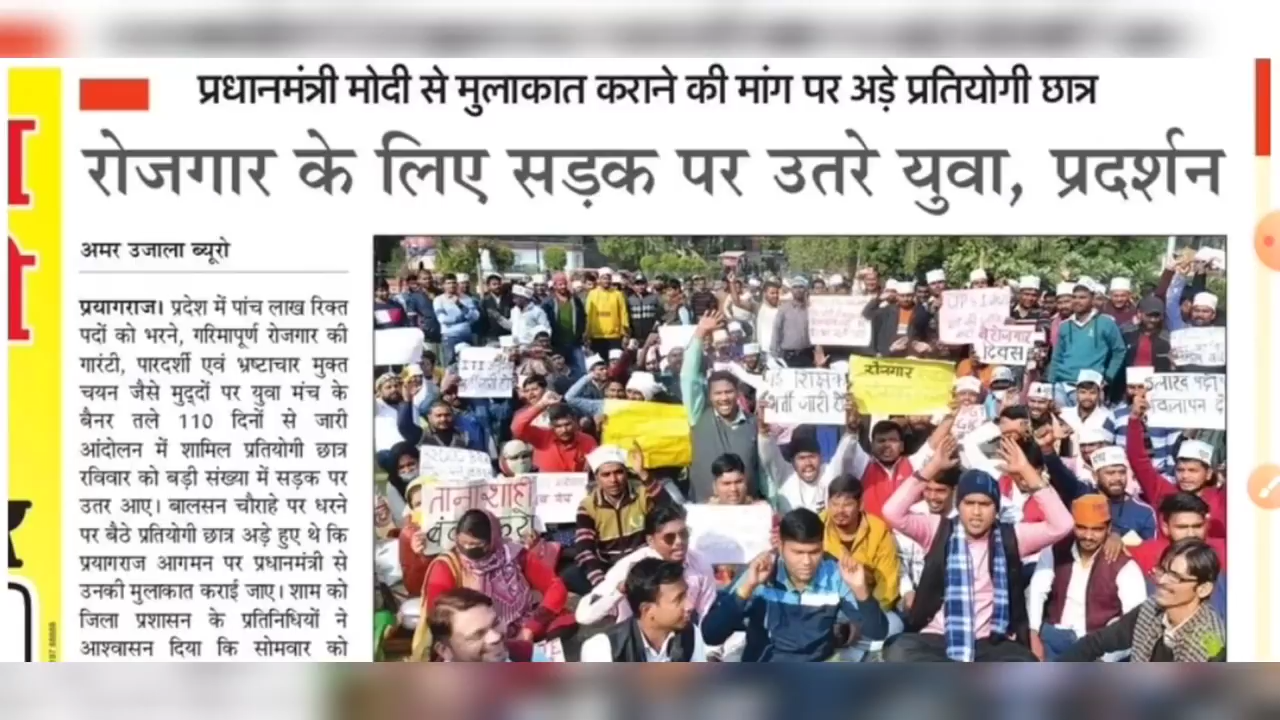 प्रधानमंत्री मोदी से मुलाकात कराने की मांग पर अड़े प्रतियोगी छात्र
रोजगार के लिए सड़क पर उतरे युवा, प्रदर्शन
अमर उजाला ब्यूरो
प्रयागराज। प्रदेश में पांच लाख रिक्त
पदों को भरने, गरिमापूर्ण रोजगार की
गारंटी, पारदर्शी एवं भ्रष्टाचार मुक्त
चयन जैसे मुद्दों पर युवा मंच के
बैनर तले 110 दिनों से जारी
आंदोलन में शामिल प्रतियोगी छात्र
रविवार को बड़ी संख्या में सड़क पर
उतर आए। बालसन चौराहे पर धरने
पर बैठे प्रतियोगी छात्र अड़े हुए थे कि
प्रयागराज आगमन पर प्रधानमंत्री से
उनकी मुलाकात कराई जाए। शाम को
जिला प्रशासन के प्रतिनिधियों ने
आश्वासन दिया कि सोमवार को
बेरोजगार
दिवस
रोजगार
भर्ती जारी
तानाशाही